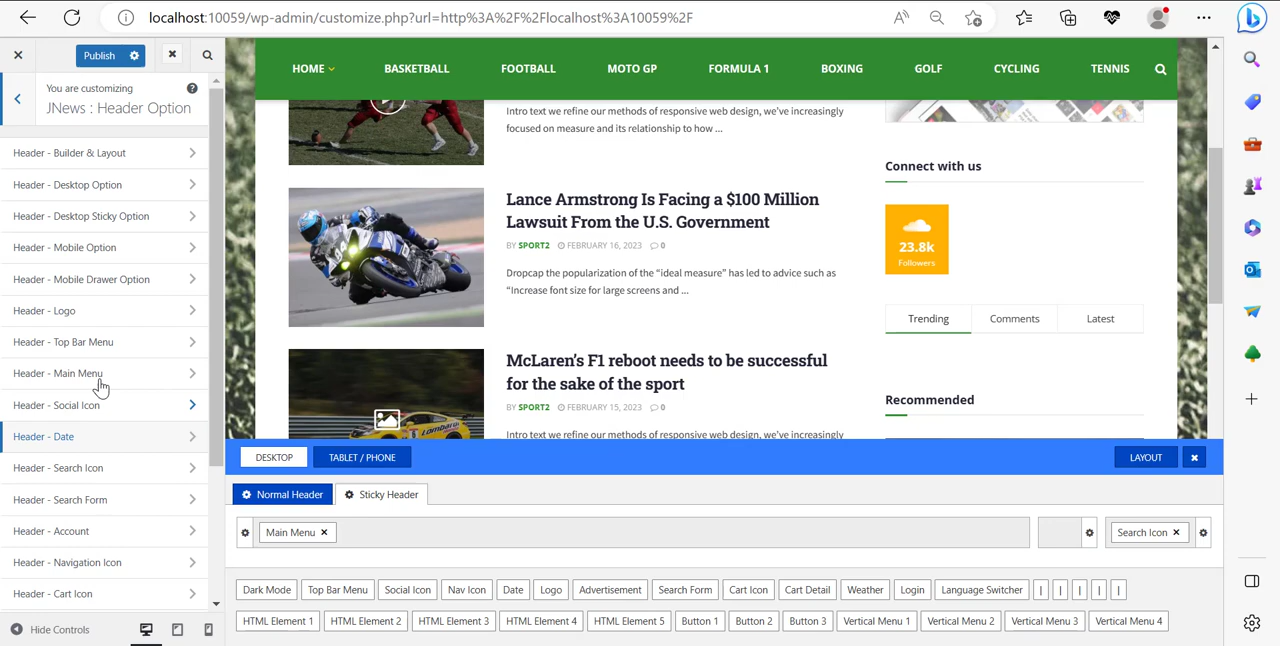 localhost:10059/wp-admin/customize.php?url=http%3A%2F%2Flocalhost%3A10059%2F
Publish
You are customizing
JNews : Header Option
Header - Builder & Layout
Header - Desktop Option
Header - Desktop Sticky Option
Header - Mobile Option
Header - Mobile Drawer Option
Header - Logo
Header - Top Bar Menu
Header - Main Menu
Header - Social Icon
Header - Date
Header - Search Icon
Header - Search Form
Header - Account
Header - Navigation Icon
Header - Cart Icon
Hide Controls
HOME BASKETBALL FOOTBALL MOTO GP FORMULA 1 BOXING GOLF CYCLING TENNIS
Intro text we refine our methods of responsive web design, we've increasingly
focused on measure and its relationship to how ...
Lance Armstrong Is Facing a $100 Million
Lawsuit From the U.S. Government
BY SPORT2 FEBRUARY 16, 2023 0
Dropcap the popularization of the “ideal measure” has led to advice such as
“Increase font size for large screens and ...
McLaren’s F1 reboot needs to be successful
for the sake of the sport
BY SPORT2 FEBRUARY 15, 2023 0
Intro text we refine our methods of responsive web design, we've increasingly
Connect with us
23.8k
Followers
Trending Comments Latest
Recommended
DESKTOP TABLET / PHONE LAYOUT
Normal Header Sticky Header
Main Menu Search Icon
Dark Mode Top Bar Menu Social Icon Nav Icon Date Logo Advertisement Search Form Cart Icon Cart Detail Weather Login Language Switcher | | | | |
HTML Element 1 HTML Element 2 HTML Element 3 HTML Element 4 HTML Element 5 Button 1 Button 2 Button 3 Vertical Menu 1 Vertical Menu 2 Vertical Menu 3 Vertical Menu 4